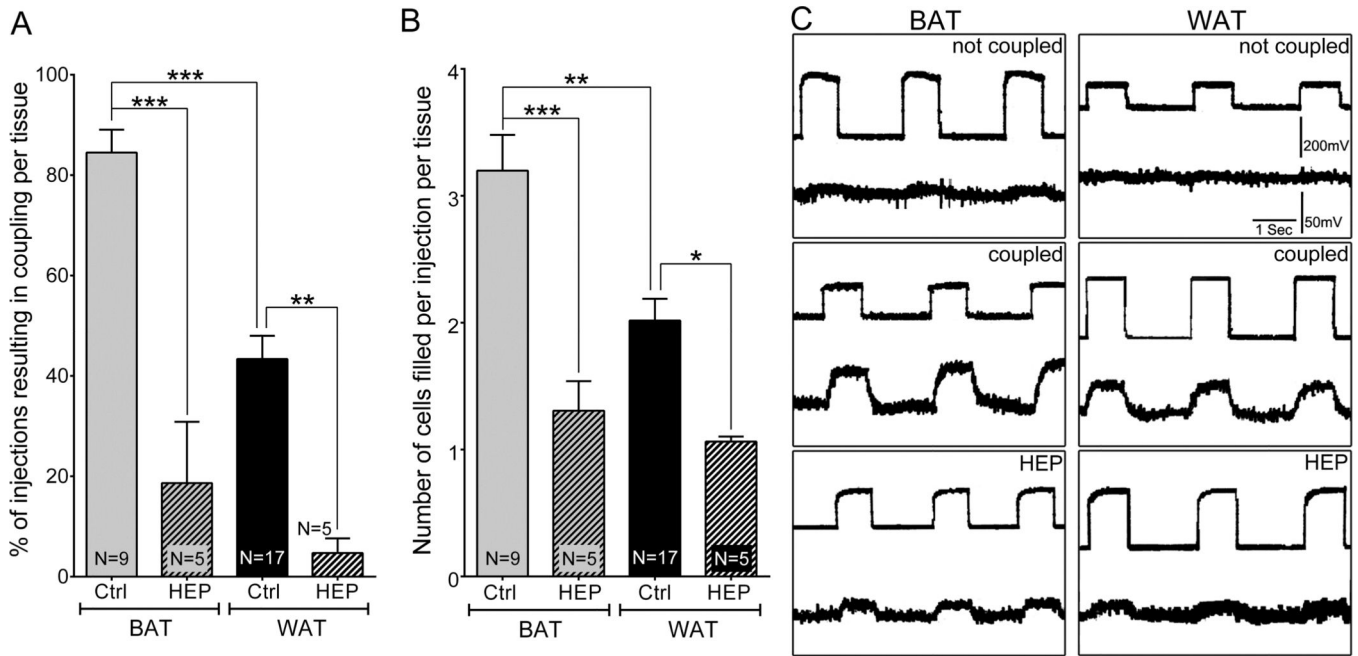 A
% of injections resulting in coupling per tissue
100
80
60
40
20
0
***
***
**
N=9
N=5
N=17
N=5
Ctrl
HEP
Ctrl
HEP
BAT
WAT
B
Number of cells filled per injection per tissue
4
3
2
1
0
**
***
*
N=9
N=5
N=17
N=5
Ctrl
HEP
Ctrl
HEP
BAT
WAT
C
BAT
WAT
not coupled
not coupled
200mV
50mV
1 Sec
coupled
coupled
HEP
HEP